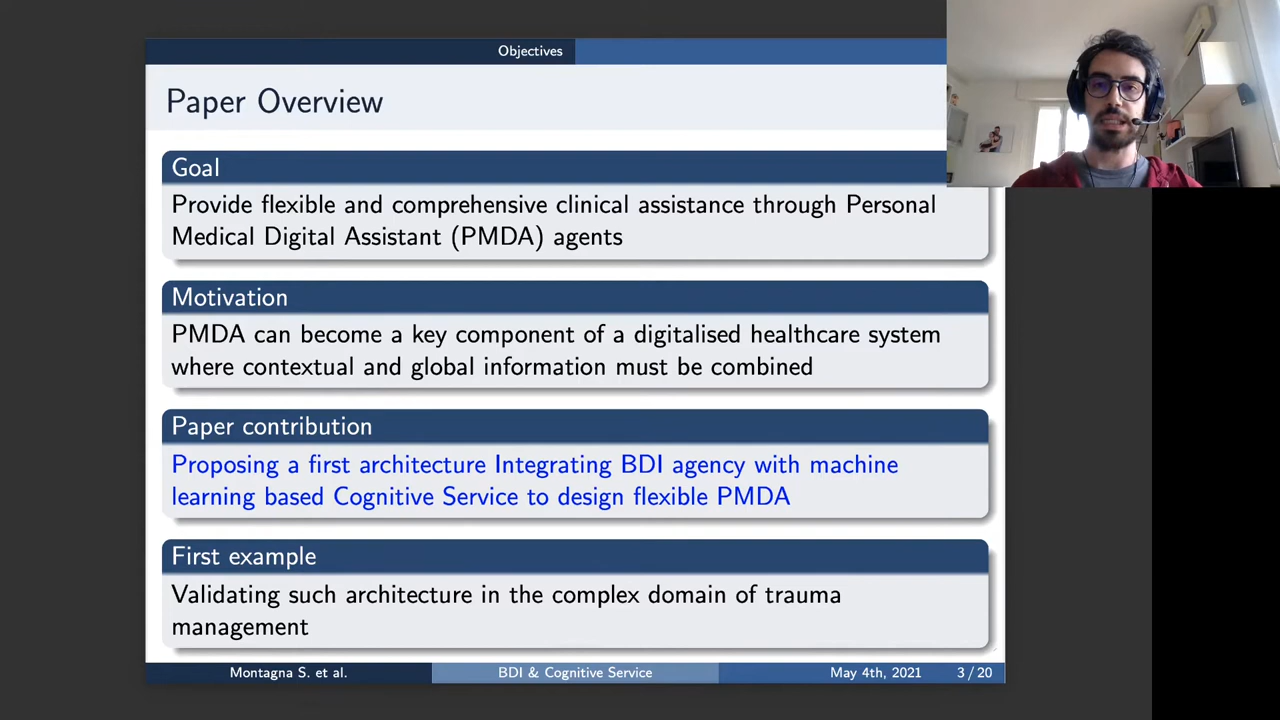 Objectives
Paper Overview
Goal
Provide flexible and comprehensive clinical assistance through Personal
Medical Digital Assistant (PMDA) agents
Motivation
PMDA can become a key component of a digitalised healthcare system
where contextual and global information must be combined
Paper contribution
Proposing a first architecture Integrating BDI agency with machine
learning based Cognitive Service to design flexible PMDA
First example
Validating such architecture in the complex domain of trauma
management
Montagna S. et al.
BDI & Cognitive Service
May 4th, 2021
3 / 20